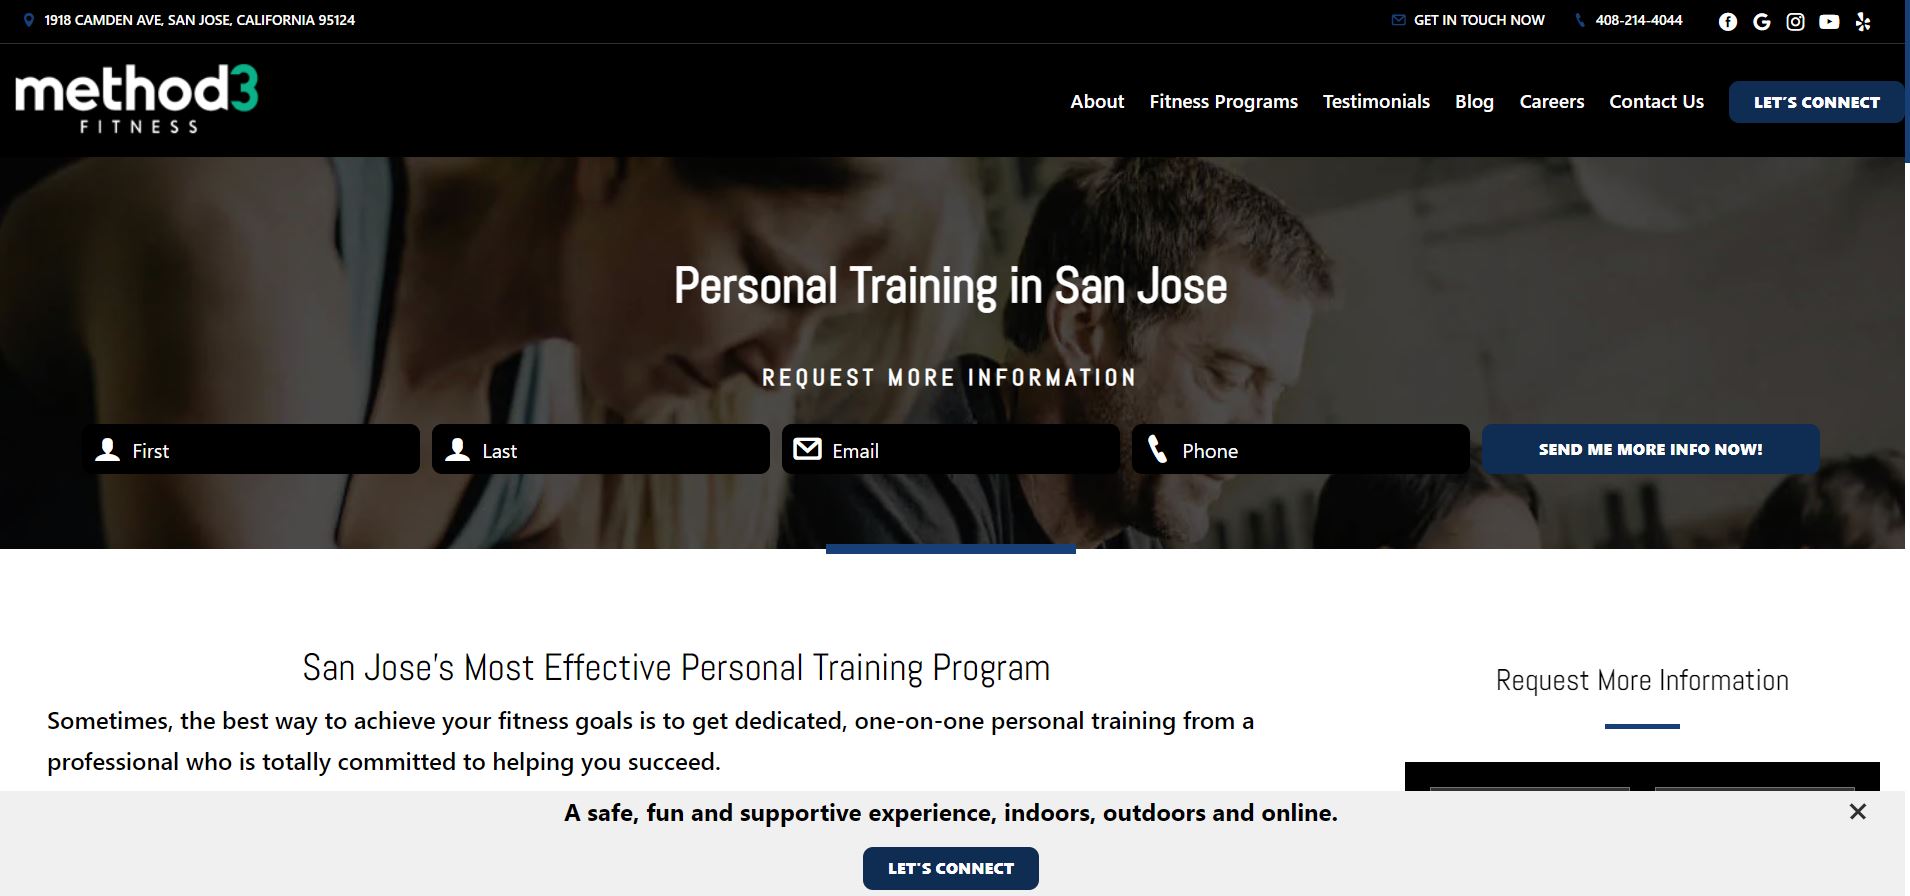 1918 CAMDEN AVE, SAN JOSE, CALIFORNIA 95124
GET IN TOUCH NOW
408-214-4044
method3
FITNESS
About
Fitness Programs
Testimonials
Blog
Careers
Contact Us
LET'S CONNECT
Personal Training in San Jose
REQUEST MORE INFORMATION
First
Last
Email
Phone
SEND ME MORE INFO NOW!
San Jose's Most Effective Personal Training Program
Sometimes, the best way to achieve your fitness goals is to get dedicated, one-on-one personal training from a
professional who is totally committed to helping you succeed.
Request More Information
A safe, fun and supportive experience, indoors, outdoors and online.
LET'S CONNECT